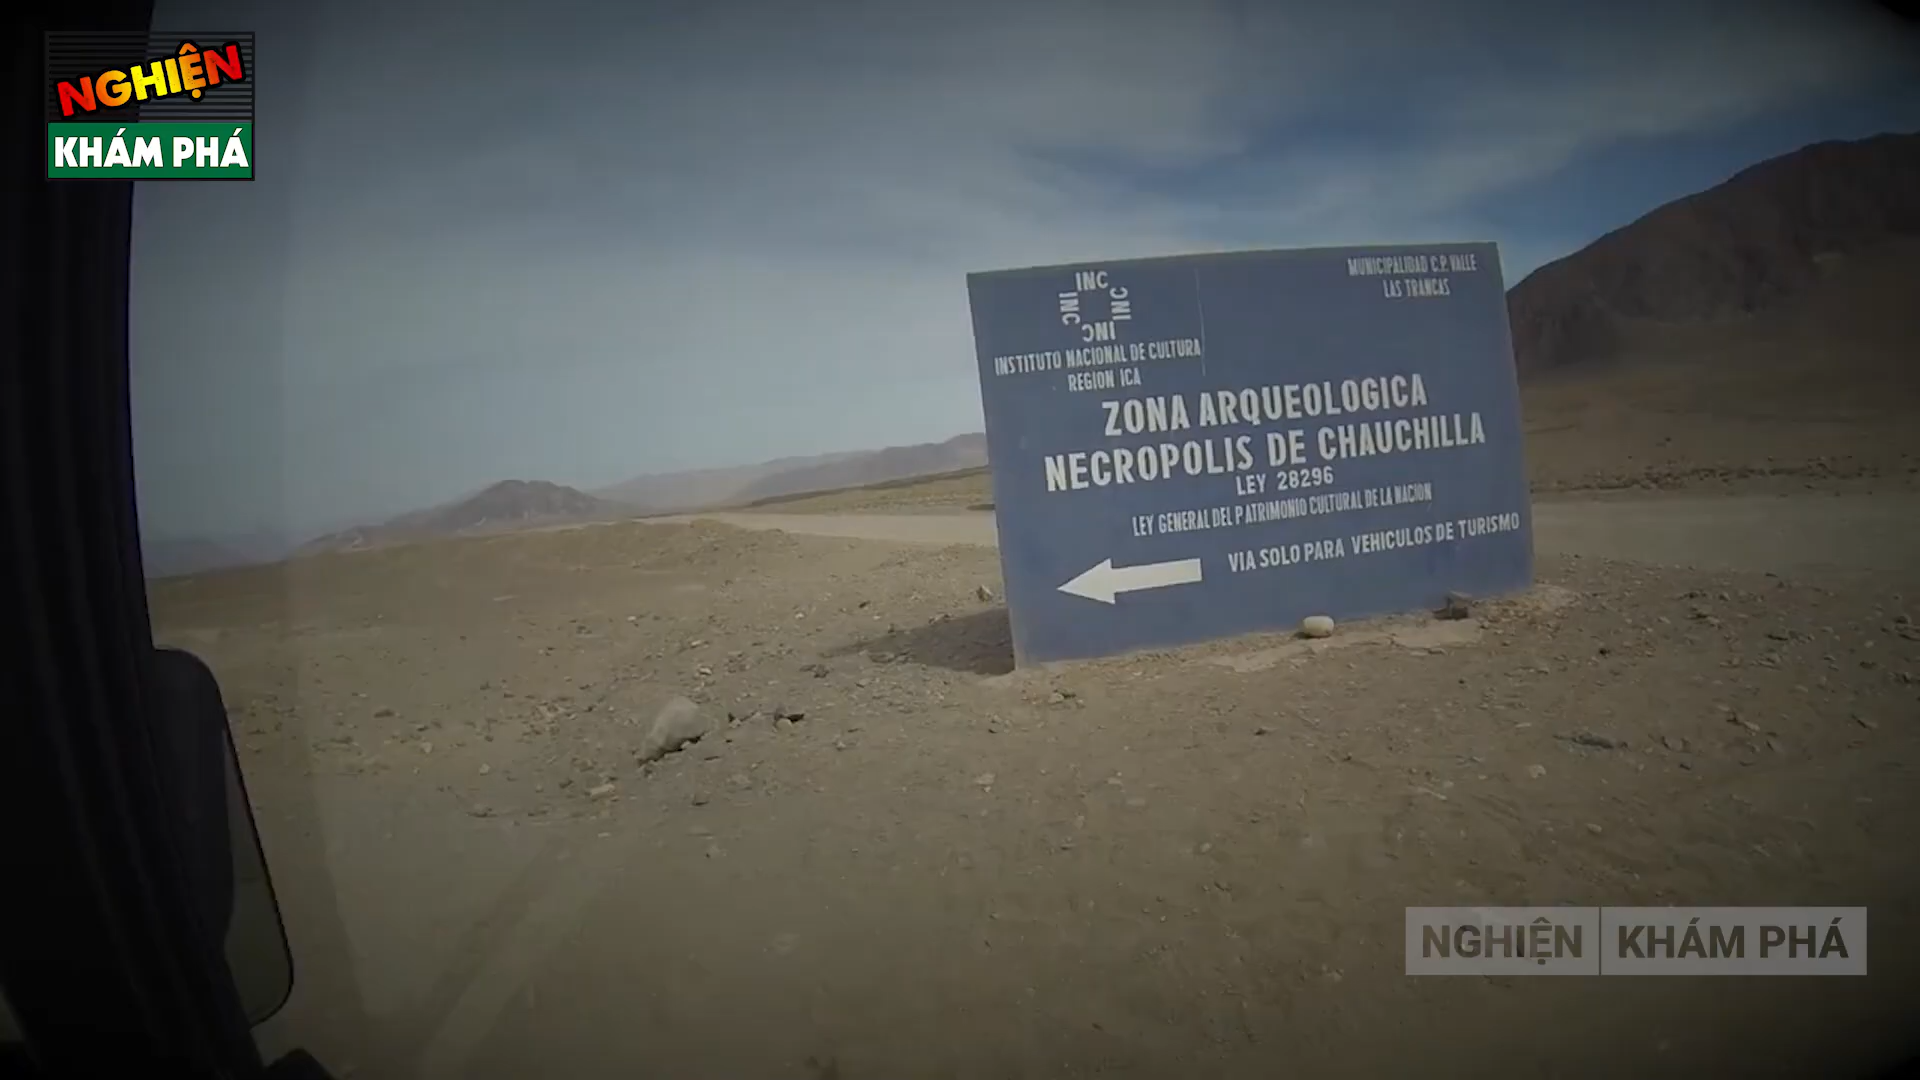 NGHIỆN
KHÁM PHÁ
INC
INC
INC
INC
INSTITUTO NACIONAL DE CULTURA
REGION ICA
MUNICIPALIDAD C.P. VALLE
LAS TRANCAS
ZONA ARQUEOLOGICA
NECROPOLIS DE CHAUCHILLA
LEY 28296
LEY GENERAL DEL PATRIMONIO CULTURAL DE LA NACION
VIA SOLO PARA VEHICULOS DE TURISMO
NGHIỆN KHÁM PHÁ